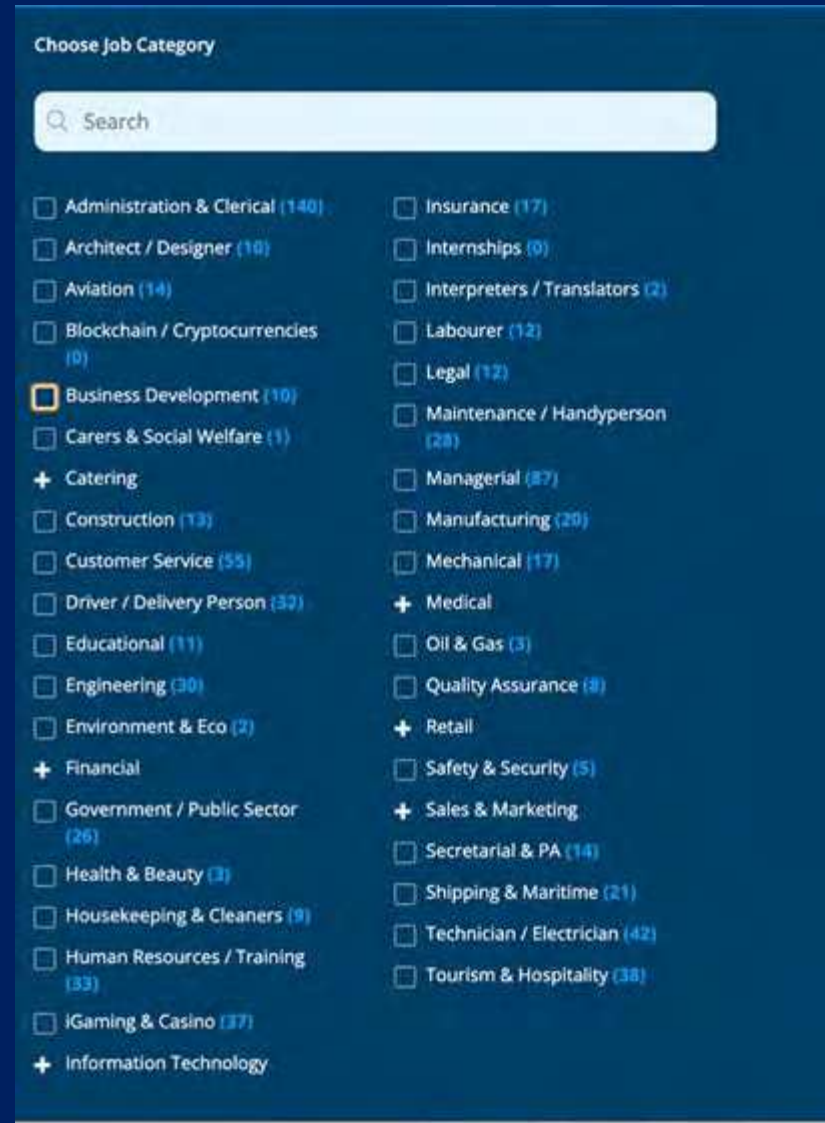 Choose Job Category
Search
Administration & Clerical (140)
Architect / Designer (10)
Aviation (14)
Blockchain / Cryptocurrencies
(0)
Business Development (10)
Carers & Social Welfare (1)
Catering
Construction (13)
Customer Service (55)
Driver / Delivery Person
Educational (11)
Engineering (30)
Environment & Eco (2)
Financial
Government / Public Sector
(26)
Health & Beauty (3)
Housekeeping & Cleaners (9)
Human Resources / Training
(33)
iGaming & Casino (37)
Information Technology
Insurance (17)
Internships (0)
Interpreters / Translators (2)
Labourer (12)
Legal (12)
Maintenance / Handyperson
(28)
Managerial (87)
Manufacturing (20)
Mechanical (17)
Medical
Oil & Gas (3)
Quality Assurance (8)
Retail
Safety & Security (5)
Sales & Marketing
Secretarial & PA (14)
Shipping & Maritime (21)
Technician / Electrician (42)
Tourism & Hospitality (38)